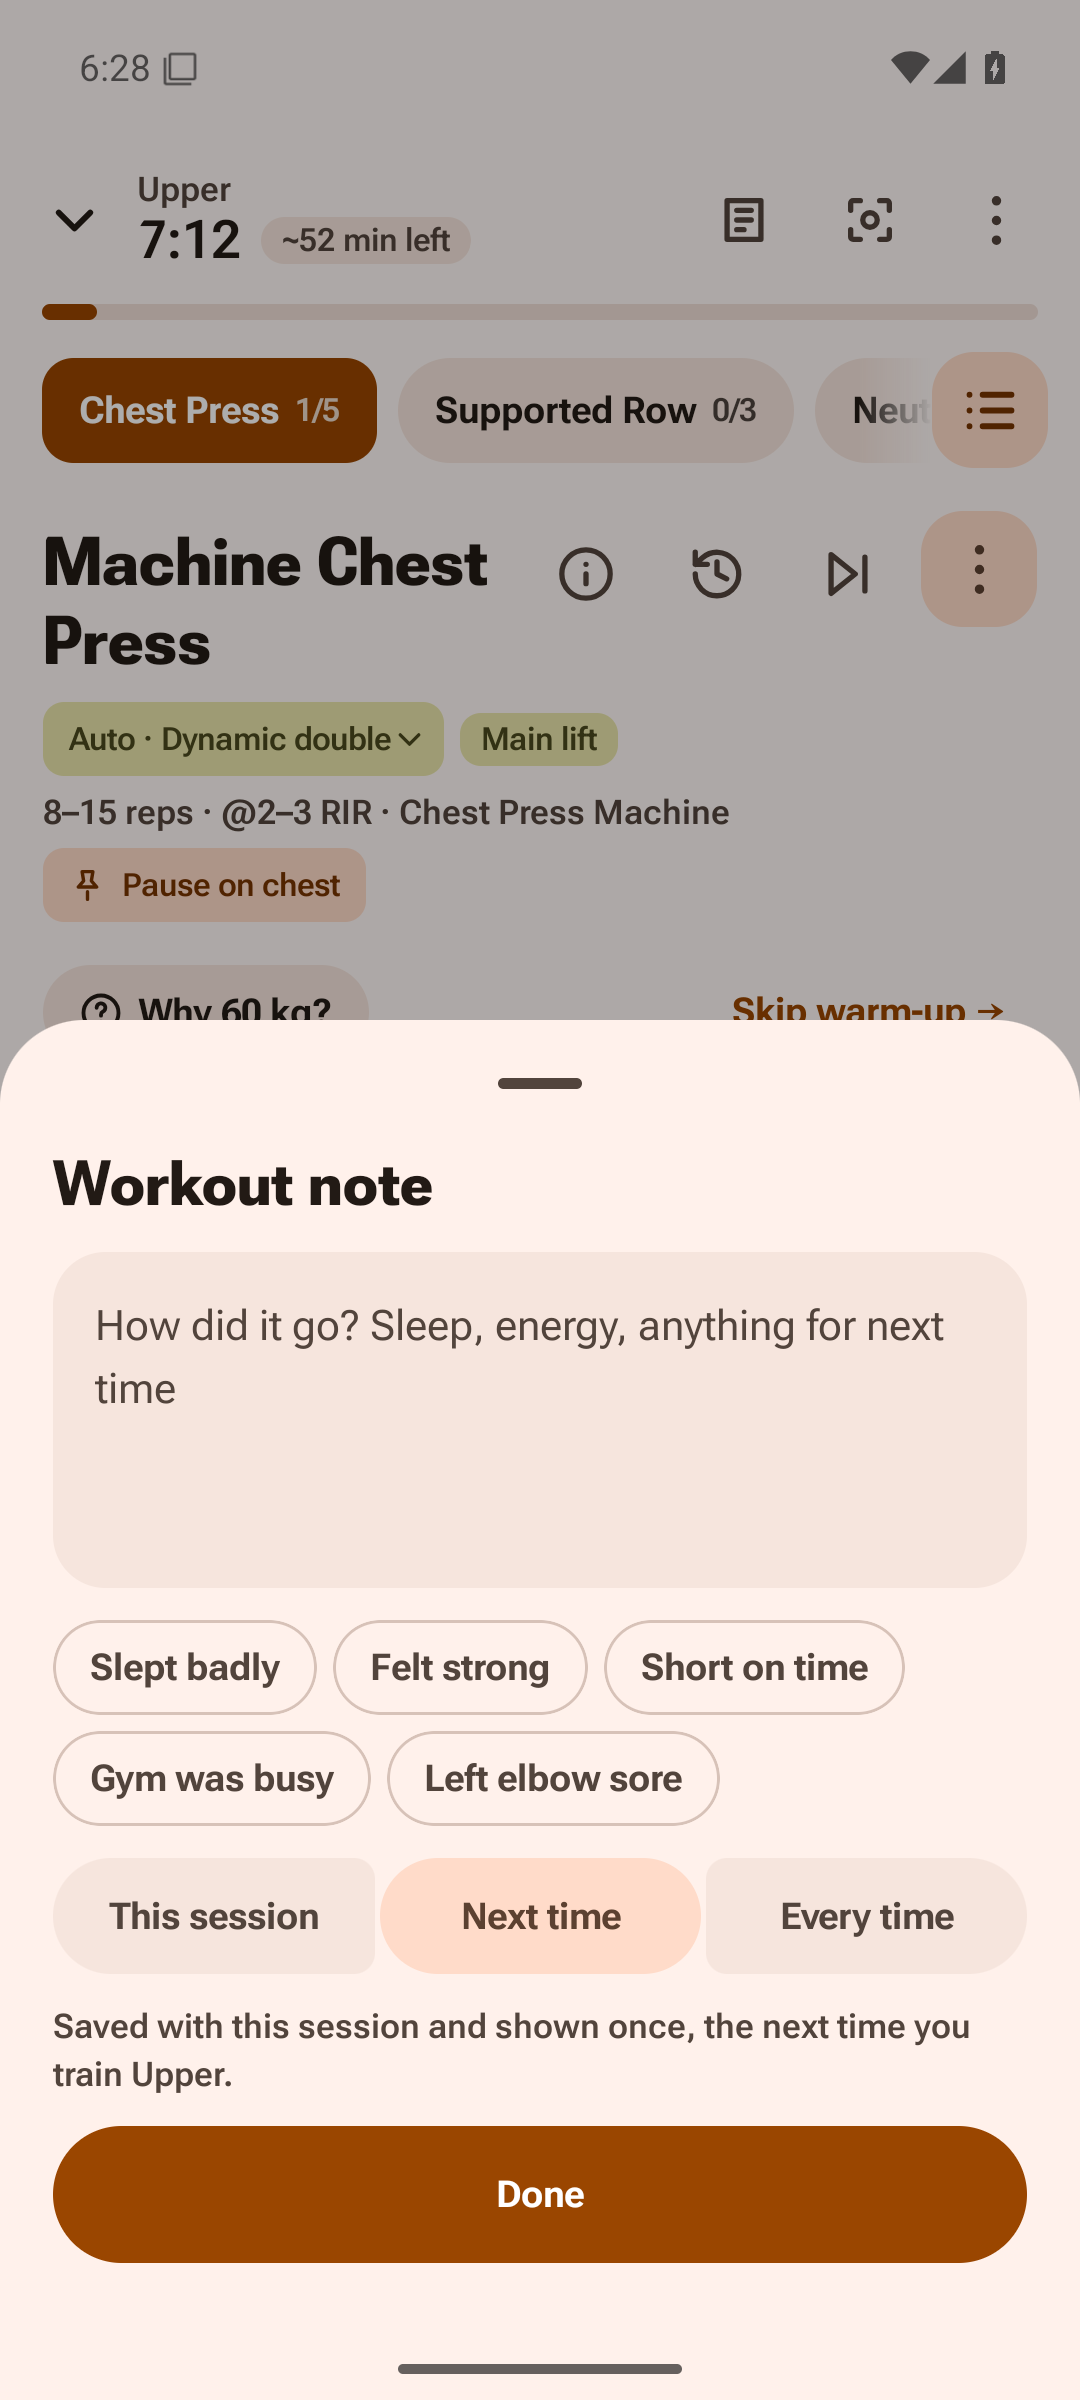 6:28
Upper
7:12 ~52 min left
Chest Press 1/5 Supported Row 0/3 Neut
Machine Chest
Press
Auto · Dynamic double Main lift
8–15 reps · @2–3 RIR · Chest Press Machine
Pause on chest
Why 60 kg? Skip warm-up →
Workout note
How did it go? Sleep, energy, anything for next
time
Slept badly Felt strong Short on time
Gym was busy Left elbow sore
This session Next time Every time
Saved with this session and shown once, the next time you
train Upper.
Done